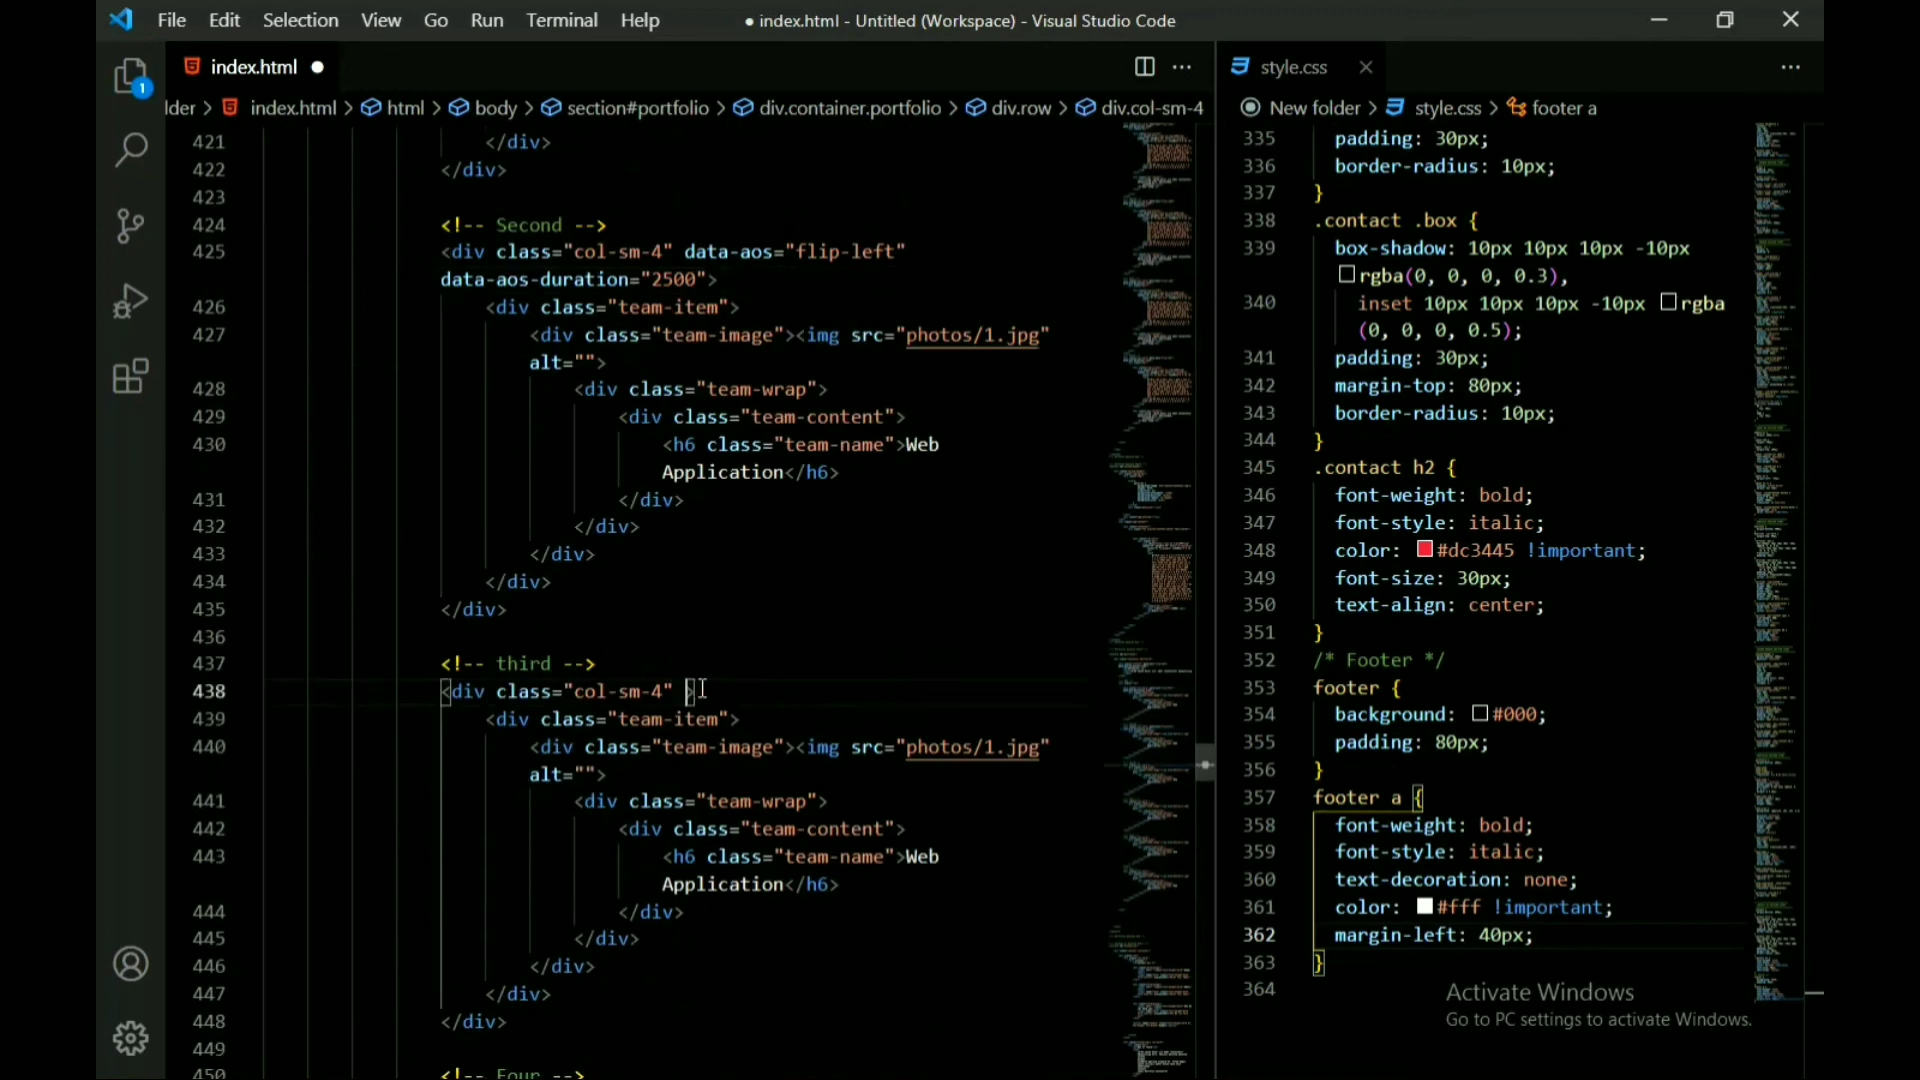 File Edit Selection View Go Run Terminal Help
● index.html - Untitled (Workspace) - Visual Studio Code
1
index.html ●
lder > index.html > html > body > section#portfolio > div.container.portfolio > div.row > div.col-sm-4
421 </div>
422 </div>
423
424 <!-- Second -->
425 <div class="col-sm-4" data-aos="flip-left"
data-aos-duration="2500">
426 <div class="team-item">
427 <div class="team-image"><img src="photos/1.jpg"
alt="">
428 <div class="team-wrap">
429 <div class="team-content">
430 <h6 class="team-name">Web
Application</h6>
431 </div>
432 </div>
433 </div>
434 </div>
435 </div>
436
437 <!-- third -->
438 <div class="col-sm-4" >
439 <div class="team-item">
440 <div class="team-image"><img src="photos/1.jpg"
alt="">
441 <div class="team-wrap">
442 <div class="team-content">
443 <h6 class="team-name">Web
Application</h6>
444 </div>
445 </div>
446 </div>
447 </div>
448 </div>
449
450 <!-- Four -->
style.css
New folder > style.css > footer a
335 padding: 30px;
336 border-radius: 10px;
337 }
338 .contact .box {
339 box-shadow: 10px 10px 10px -10px
rgba(0, 0, 0, 0.3),
340 inset 10px 10px 10px -10px rgba
(0, 0, 0, 0.5);
341 padding: 30px;
342 margin-top: 80px;
343 border-radius: 10px;
344 }
345 .contact h2 {
346 font-weight: bold;
347 font-style: italic;
348 color: #dc3445 !important;
349 font-size: 30px;
350 text-align: center;
351 }
352 /* Footer */
353 footer {
354 background: #000;
355 padding: 80px;
356 }
357 footer a {
358 font-weight: bold;
359 font-style: italic;
360 text-decoration: none;
361 color: #fff !important;
362 margin-left: 40px;
363 }
364
Activate Windows
Go to PC settings to activate Windows.